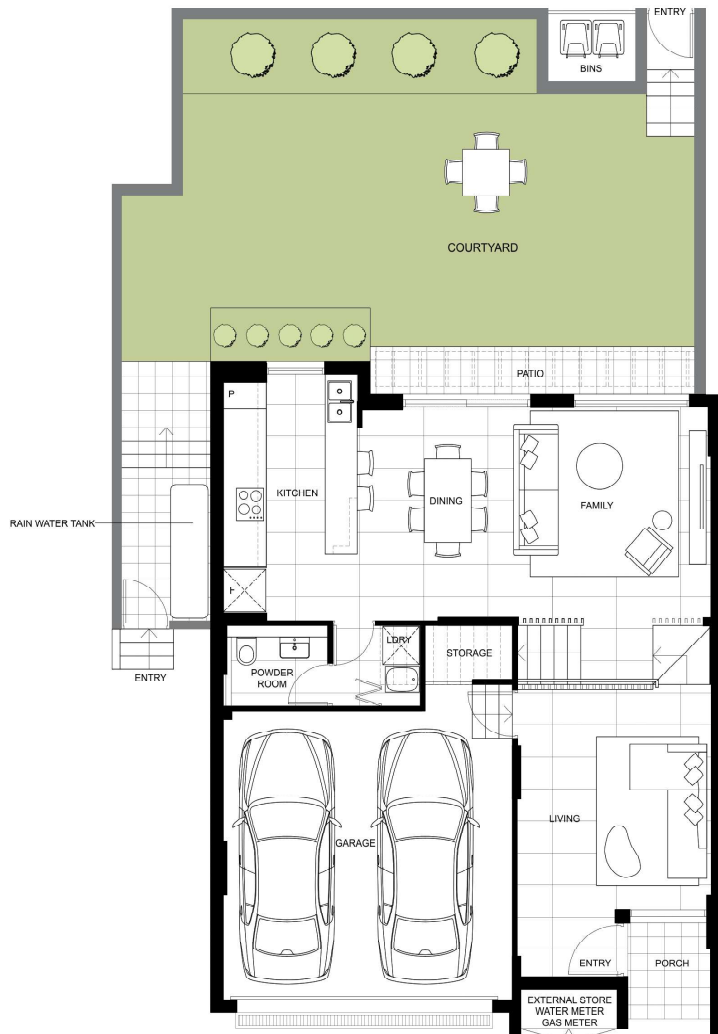 ENTRY
BINS
COURTYARD
PATIO
P
KITCHEN
DINING
FAMILY
RAIN WATER TANK
F
LDRY
STORAGE
POWDER
ROOM
ENTRY
LIVING
GARAGE
ENTRY
PORCH
EXTERNAL STORE
WATER METER
GAS METER